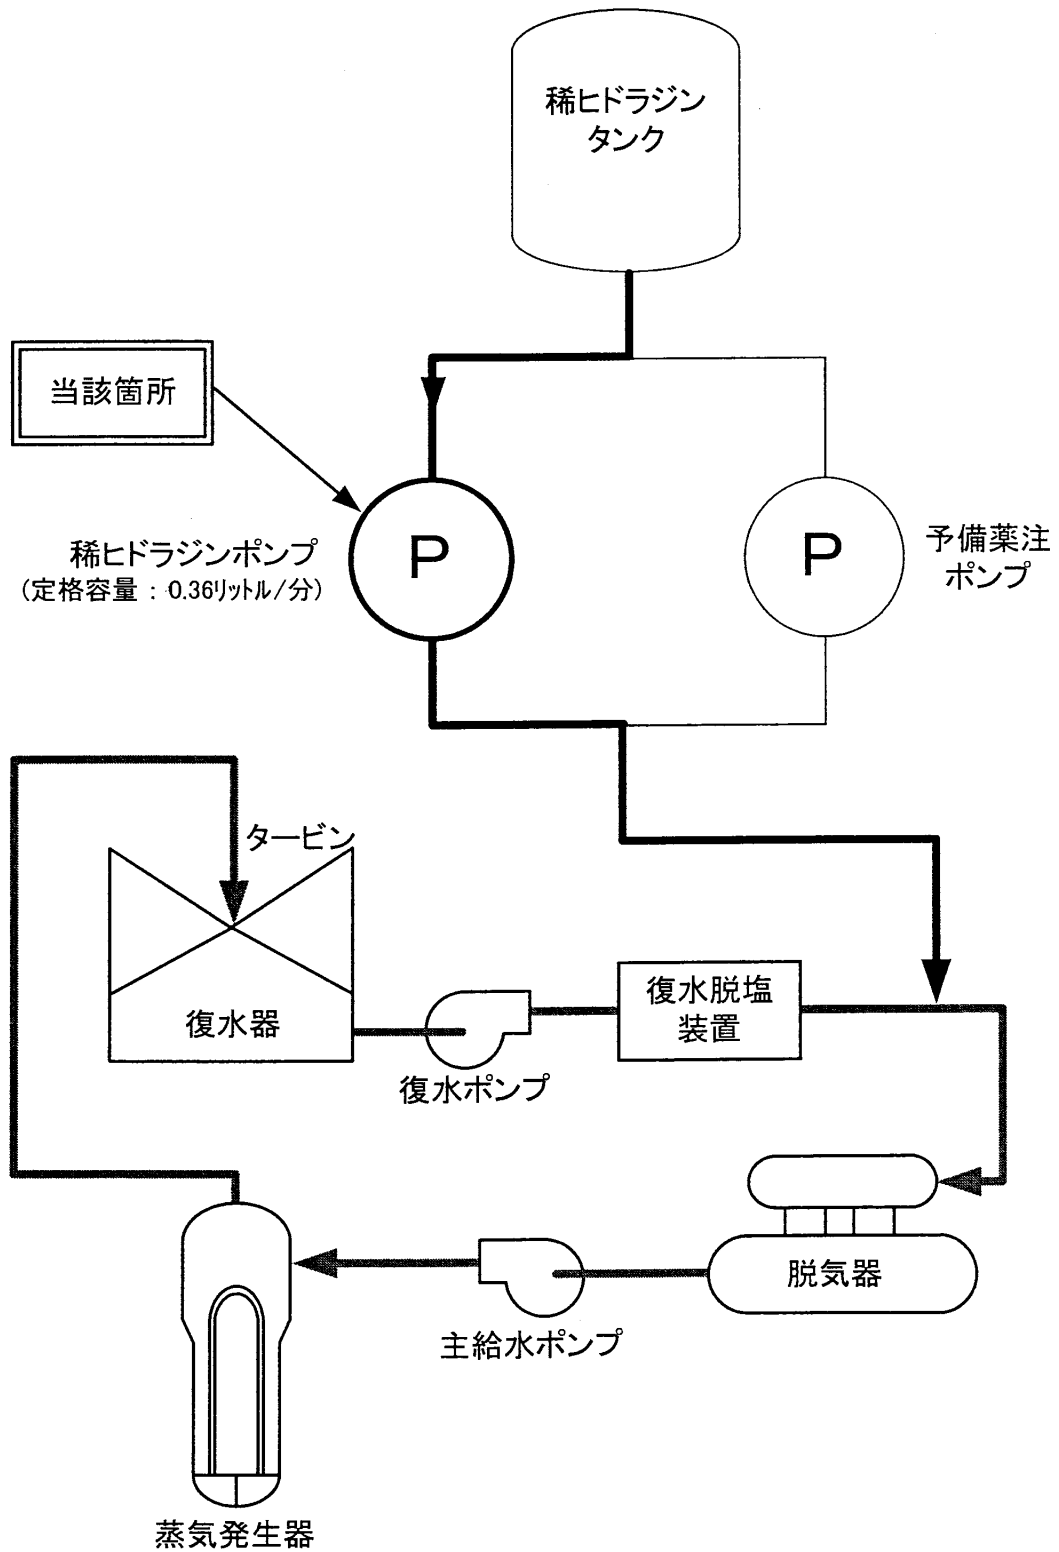 稀ヒドラジン
タンク
当該箇所
P
稀ヒドラジンポンプ
(定格容量：0.36リットル/分)
P
予備薬注
ポンプ
タービン
復水器
復水ポンプ
復水脱塩
装置
脱気器
主給水ポンプ
蒸気発生器